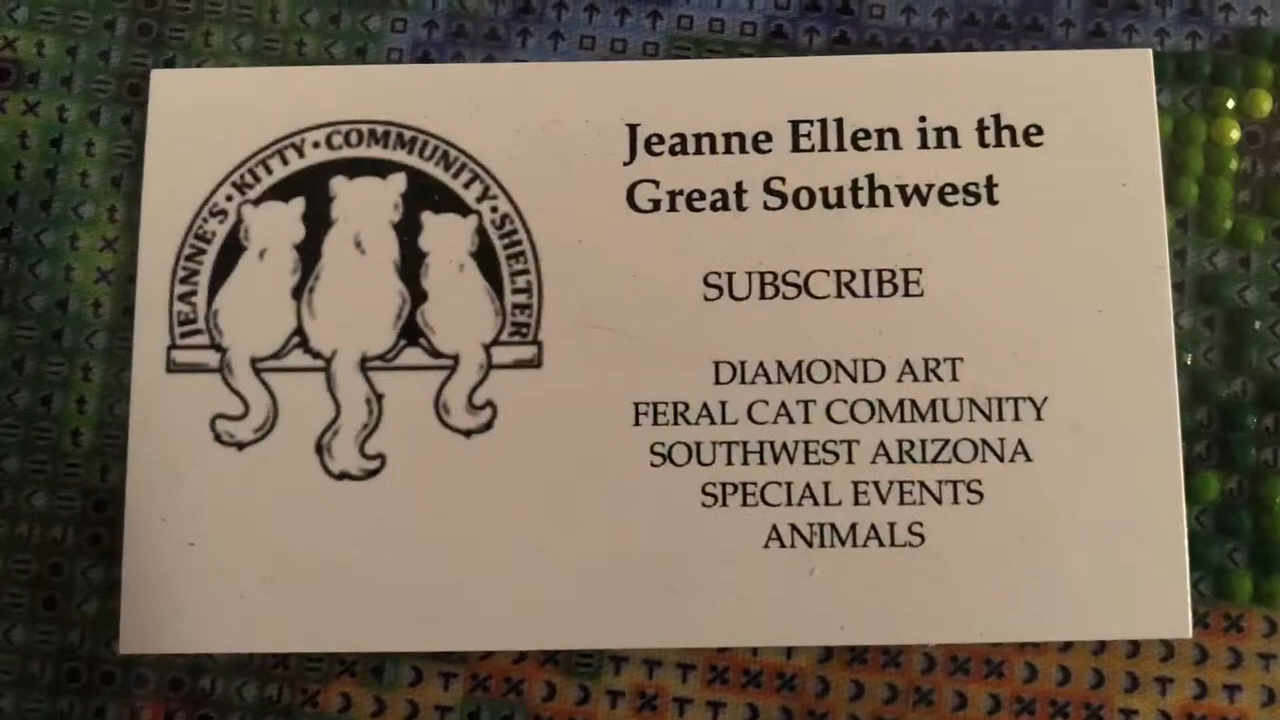 JEANNE'S·KITTY·COMMUNITY·SHELTER
Jeanne Ellen in the
Great Southwest
SUBSCRIBE
DIAMOND ART
FERAL CAT COMMUNITY
SOUTHWEST ARIZONA
SPECIAL EVENTS
ANIMALS